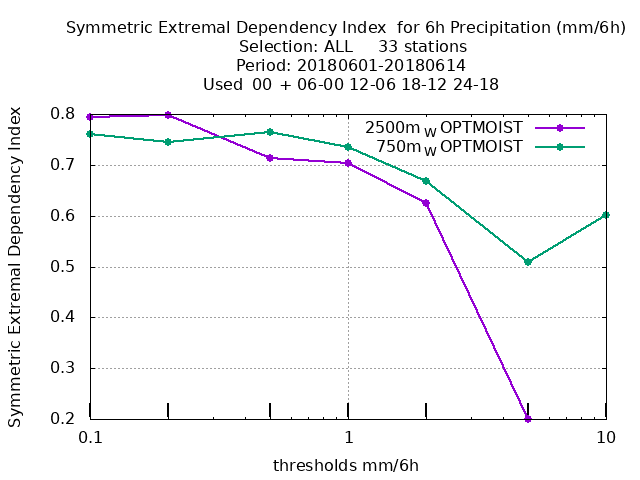 Symmetric Extremal Dependency Index  for 6h Precipitation (mm/6h)
Selection: ALL     33 stations
Period: 20180601-20180614
Used  00  + 06-00 12-06 18-12 24-18
Symmetric Extremal Dependency Index
0.8
0.7
0.6
0.5
0.4
0.3
0.2
2500m_W OPTMOIST
750m_W OPTMOIST
0.1 1 10
thresholds mm/6h